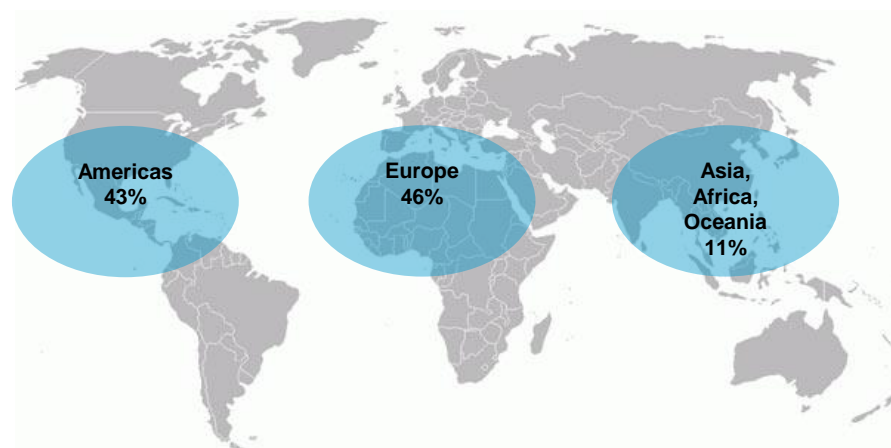 Americas
43%
Europe
46%
Asia,
Africa,
Oceania
11%